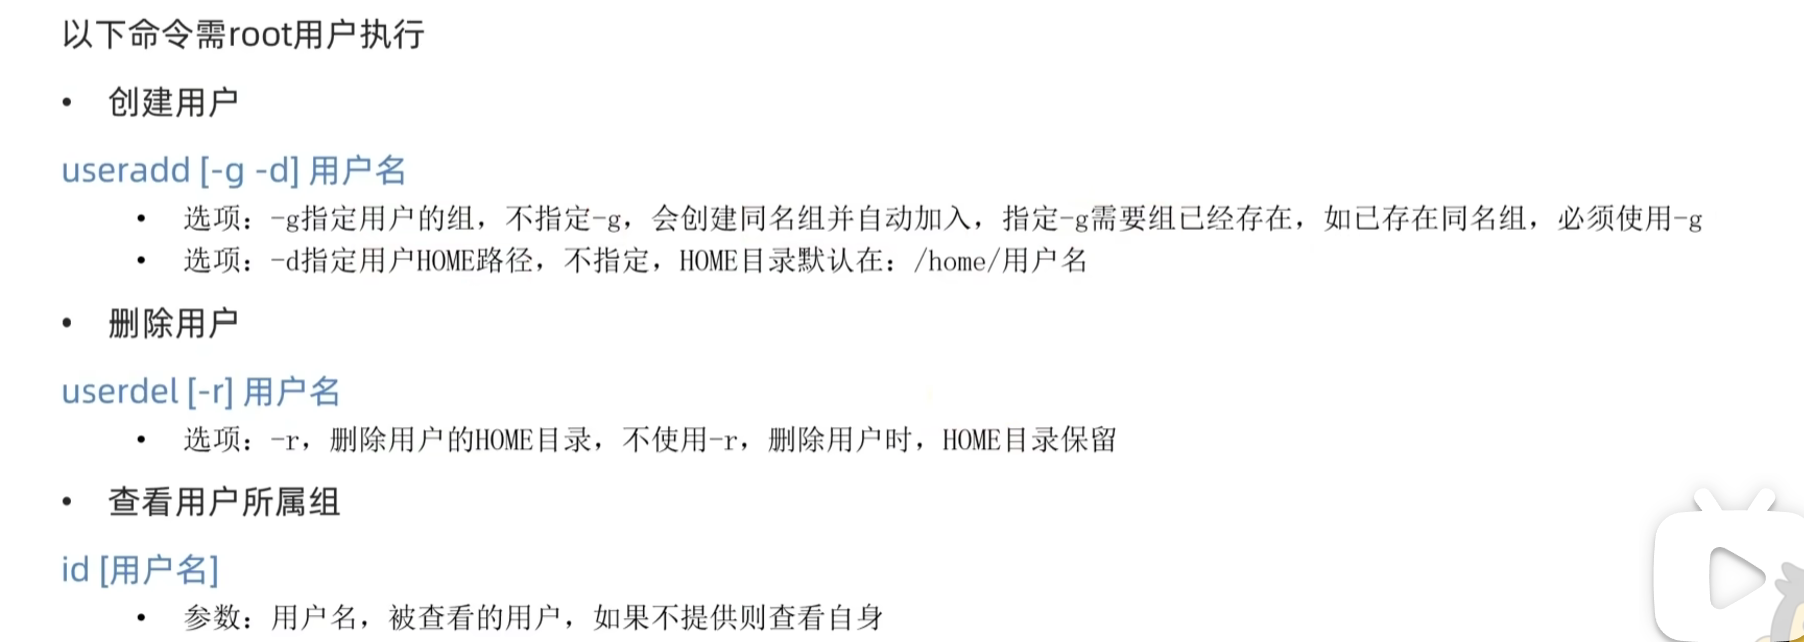 以下命令需root用户执行
• 创建用户
useradd [-g -d] 用户名
• 选项：-g指定用户的组，不指定-g，会创建同名组并自动加入，指定-g需要组已经存在，如已存在同名组，必须使用-g
• 选项：-d指定用户HOME路径，不指定，HOME目录默认在：/home/用户名
• 删除用户
userdel [-r] 用户名
• 选项：-r，删除用户的HOME目录，不使用-r，删除用户时，HOME目录保留
• 查看用户所属组
id [用户名]
• 参数：用户名，被查看的用户，如果不提供则查看自身